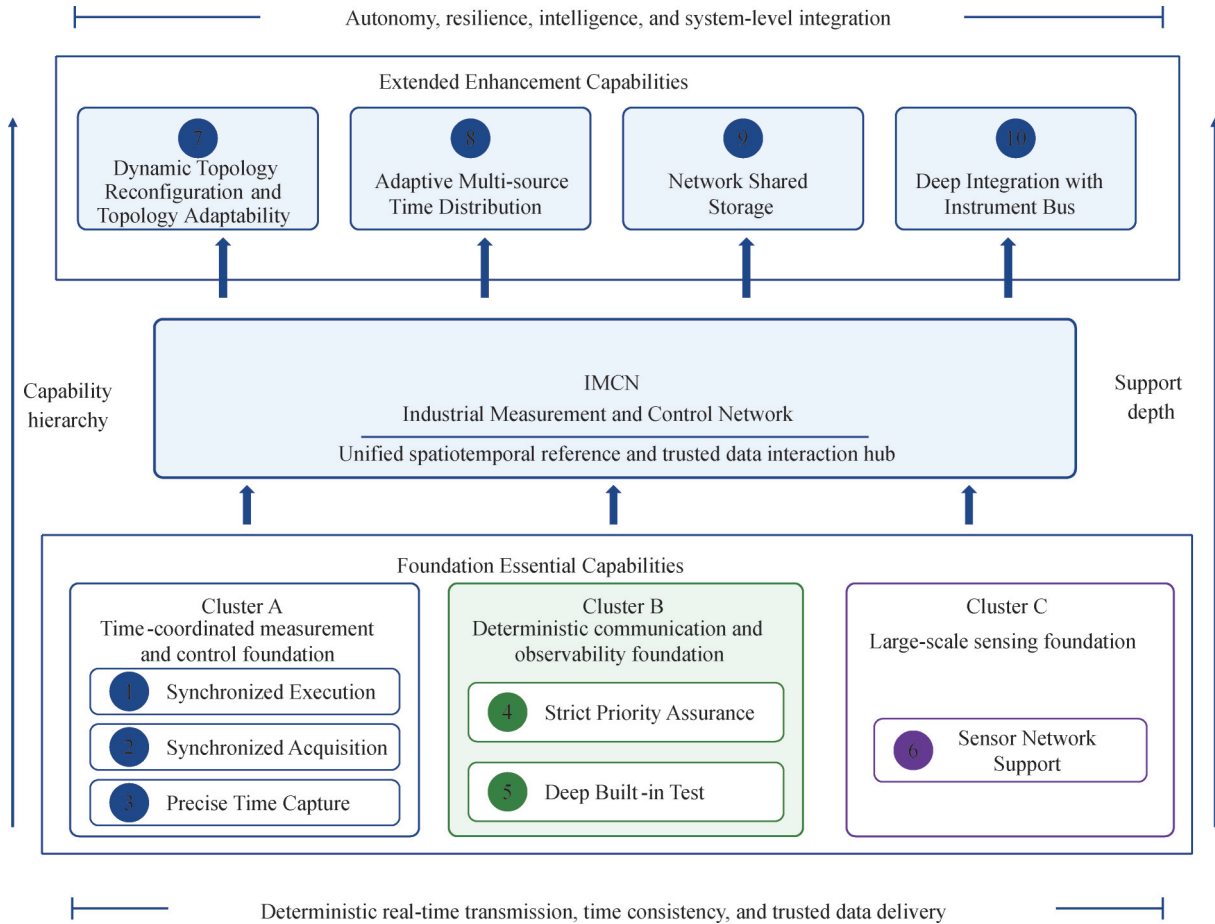 Autonomy, resilience, intelligence, and system-level integration
Extended Enhancement Capabilities
7
Dynamic Topology
Reconfiguration and
Topology Adaptability
8
Adaptive Multi-source
Time Distribution
9
Network Shared
Storage
10
Deep Integration with
Instrument Bus
Capability
hierarchy
IMCN
Industrial Measurement and Control Network
Unified spatiotemporal reference and trusted data interaction hub
Support
depth
Foundation Essential Capabilities
Cluster A
Time-coordinated measurement
and control foundation
1 Synchronized Execution
2 Synchronized Acquisition
3 Precise Time Capture
Cluster B
Deterministic communication and
observability foundation
4 Strict Priority Assurance
5 Deep Built-in Test
Cluster C
Large-scale sensing foundation
6 Sensor Network
Support
Deterministic real-time transmission, time consistency, and trusted data delivery